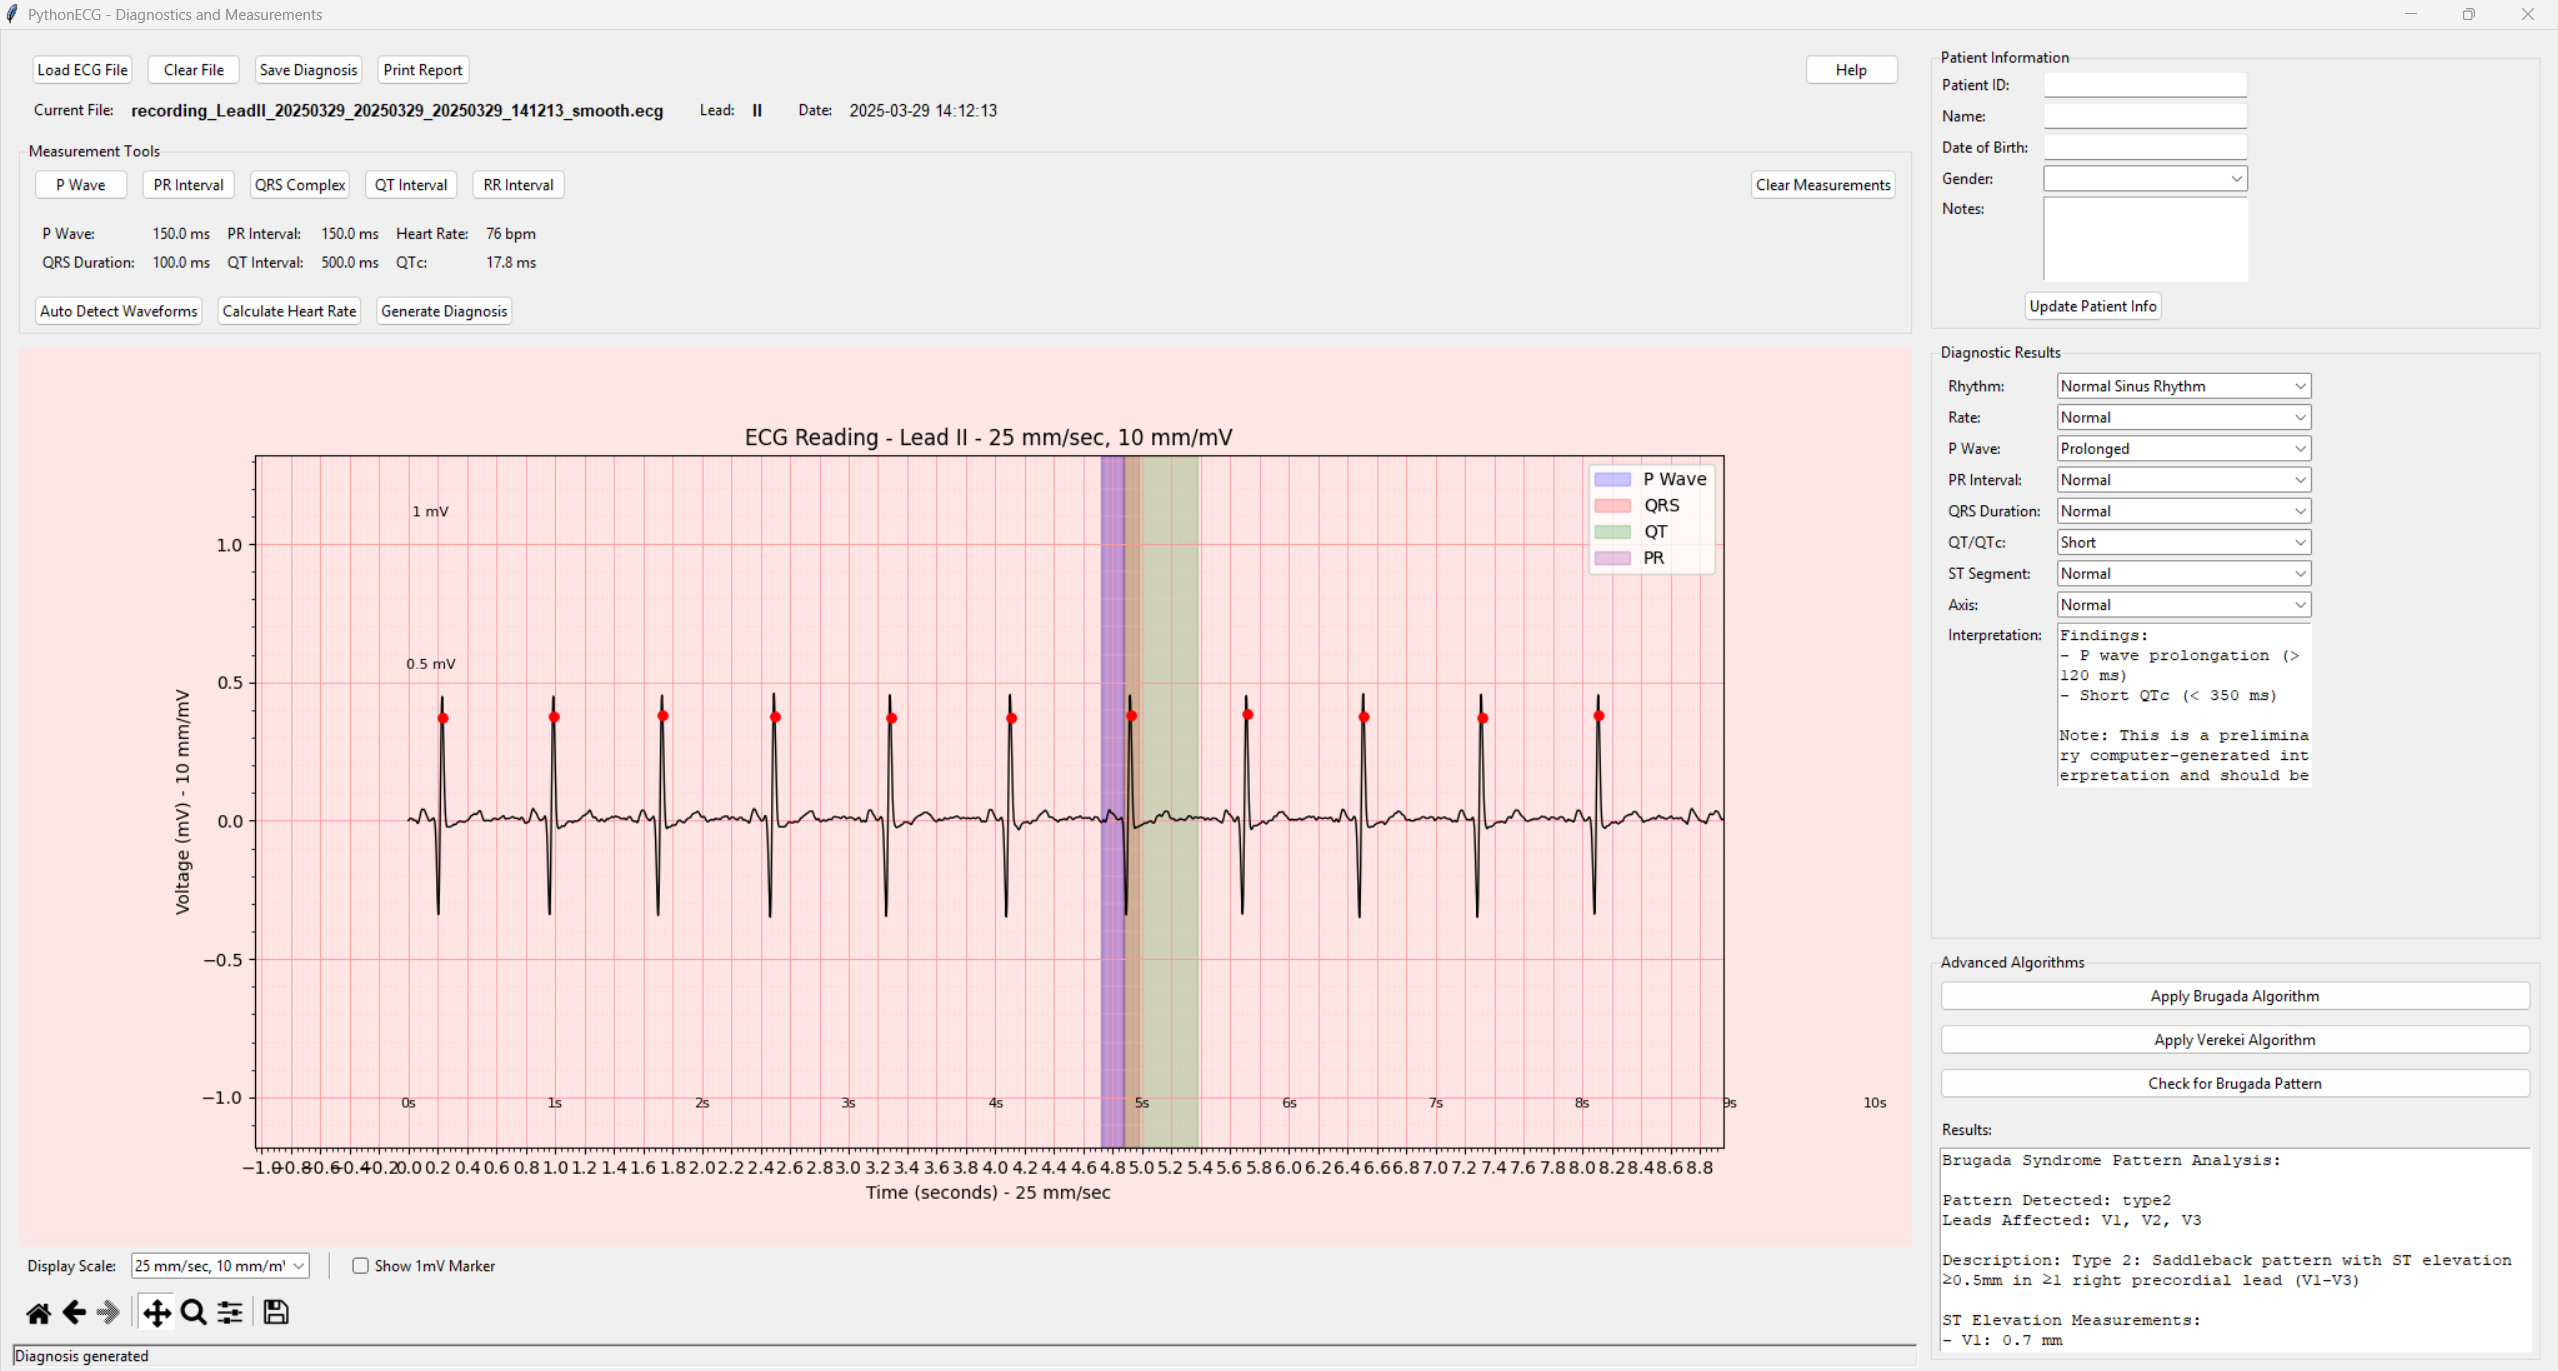 PythonECG - Diagnostics and Measurements
Load ECG File Clear File Save Diagnosis Print Report Help
Current File: recording_LeadII_20250329_20250329_20250329_141213_smooth.ecg Lead: II Date: 2025-03-29 14:12:13
Measurement Tools
P Wave PR Interval QRS Complex QT Interval RR Interval Clear Measurements
P Wave: 150.0 ms PR Interval: 150.0 ms Heart Rate: 76 bpm
QRS Duration: 100.0 ms QT Interval: 500.0 ms QTc: 17.8 ms
Auto Detect Waveforms Calculate Heart Rate Generate Diagnosis
ECG Reading - Lead II - 25 mm/sec, 10 mm/mV
P Wave
QRS
QT
PR
1 mV
0.5 mV
1.0
0.5
0.0
−0.5
−1.0
Voltage (mV) - 10 mm/mV
0s 1s 2s 3s 4s 5s 6s 7s 8s 9s 10s
−1.0 −0.8 −0.6 −0.4 −0.2 0.0 0.2 0.4 0.6 0.8 1.0 1.2 1.4 1.6 1.8 2.0 2.2 2.4 2.6 2.8 3.0 3.2 3.4 3.6 3.8 4.0 4.2 4.4 4.6 4.8 5.0 5.2 5.4 5.6 5.8 6.0 6.2 6.4 6.6 6.8 7.0 7.2 7.4 7.6 7.8 8.0 8.2 8.4 8.6 8.8
Time (seconds) - 25 mm/sec
Display Scale: 25 mm/sec, 10 mm/m Show 1mV Marker
Diagnosis generated
Patient Information
Patient ID:
Name:
Date of Birth:
Gender:
Notes:
Update Patient Info
Diagnostic Results
Rhythm: Normal Sinus Rhythm
Rate: Normal
P Wave: Prolonged
PR Interval: Normal
QRS Duration: Normal
QT/QTc: Short
ST Segment: Normal
Axis: Normal
Interpretation: Findings:
- P wave prolongation (>
120 ms)
- Short QTc (< 350 ms)
Note: This is a prelimina
ry computer-generated int
erpretation and should be
Advanced Algorithms
Apply Brugada Algorithm
Apply Verekei Algorithm
Check for Brugada Pattern
Results:
Brugada Syndrome Pattern Analysis:
Pattern Detected: type2
Leads Affected: V1, V2, V3
Description: Type 2: Saddleback pattern with ST elevation
≥0.5mm in ≥1 right precordial lead (V1-V3)
ST Elevation Measurements:
- V1: 0.7 mm